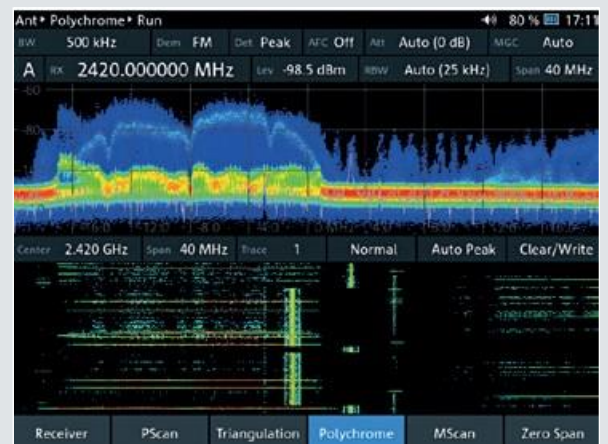 Ant Polychrome Run 80 % 17:11
BW 500 kHz Dem FM Det Peak AFC Off Att Auto (0 dB) MGC Auto
A RX 2420.000000 MHz Lev -98.5 dBm RBW Auto (25 kHz) Span 40 MHz
-60
-80
Center 2.420 GHz Span 40 MHz Trace 1 Normal Auto Peak Clear/Write
Receiver PScan Triangulation Polychrome MScan Zero Span